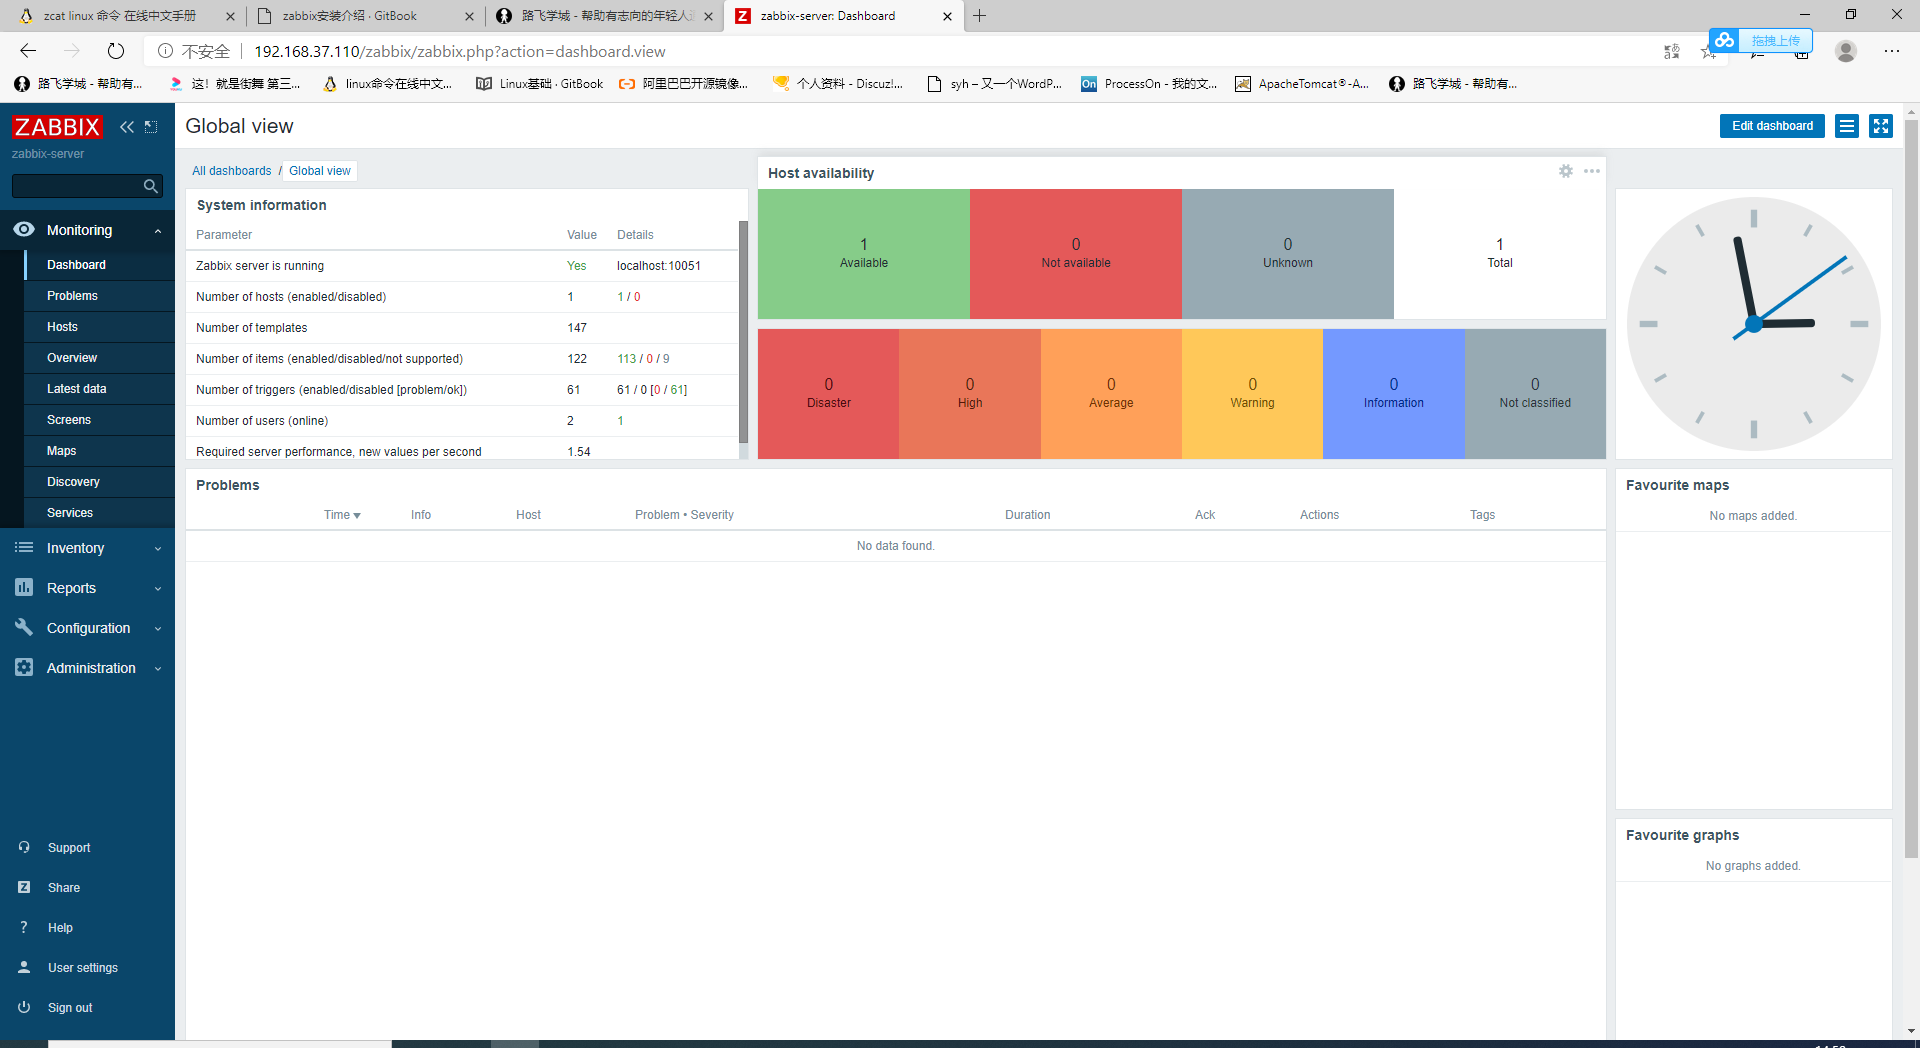 zcat linux 命令 在线中文手册
zabbix安装介绍 · GitBook
路飞学城 - 帮助有志向的年轻人
zabbix-server: Dashboard
不安全 192.168.37.110/zabbix/zabbix.php?action=dashboard.view
拖拽上传
路飞学城 - 帮助有...
这！就是街舞 第三...
linux命令在线中文...
Linux基础 · GitBook
阿里巴巴开源镜像...
个人资料 - Discuz!...
syh – 又一个WordP...
On
ProcessOn - 我的文...
ApacheTomcat®-A...
路飞学城 - 帮助有...
ZABBIX
zabbix-server
Monitoring
Dashboard
Problems
Hosts
Overview
Latest data
Screens
Maps
Discovery
Services
Inventory
Reports
Configuration
Administration
Support
Share
Help
User settings
Sign out
Global view
Edit dashboard
All dashboards / Global view
System information
Parameter Value Details
Zabbix server is running Yes localhost:10051
Number of hosts (enabled/disabled) 1 1 / 0
Number of templates 147
Number of items (enabled/disabled/not supported) 122 113 / 0 / 9
Number of triggers (enabled/disabled [problem/ok]) 61 61 / 0 [0 / 61]
Number of users (online) 2 1
Required server performance, new values per second 1.54
Host availability
1 0 0 1
Available Not available Unknown Total
0 0 0 0 0 0
Disaster High Average Warning Information Not classified
Problems
Time Info Host Problem • Severity Duration Ack Actions Tags
No data found.
Favourite maps
No maps added.
Favourite graphs
No graphs added.